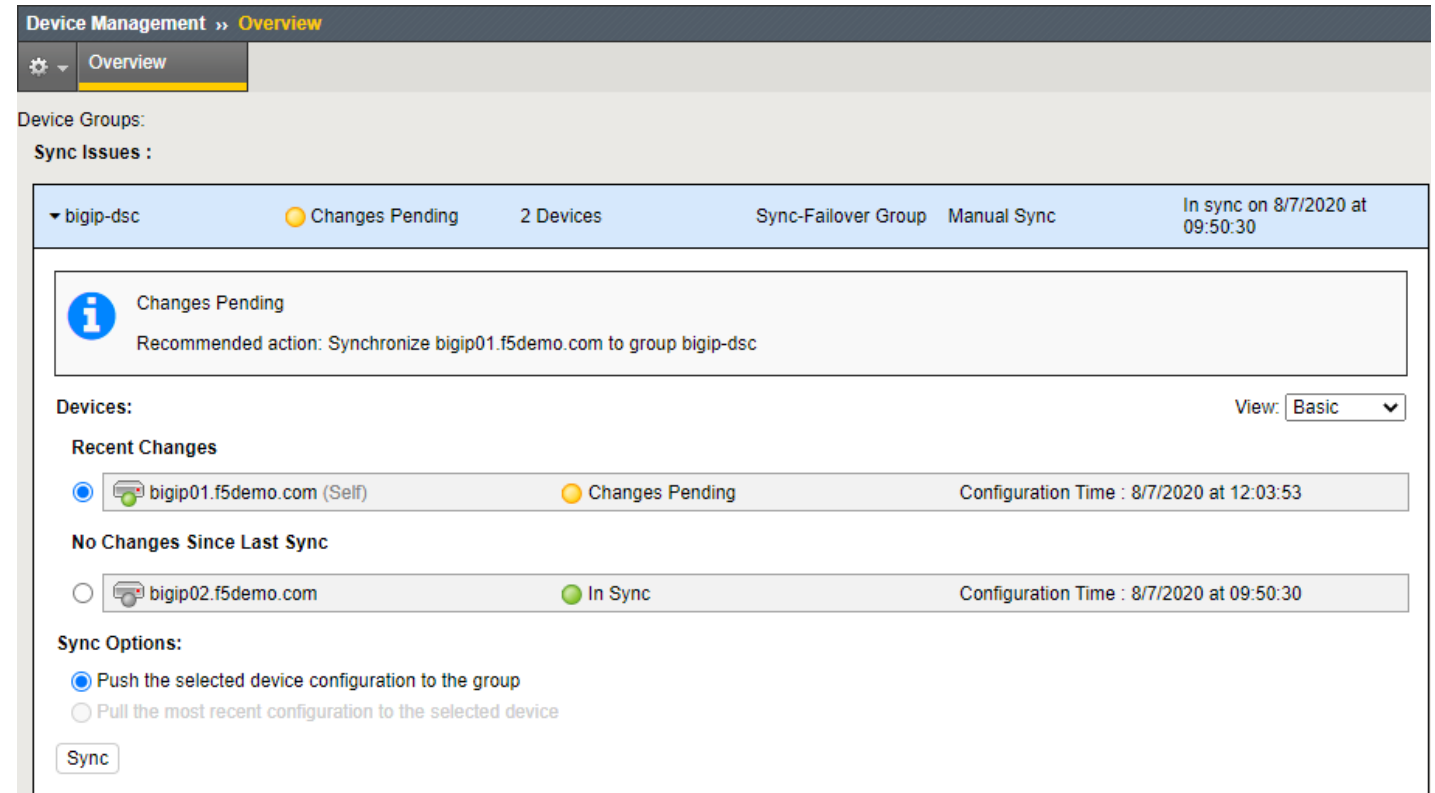 Device Management ›› Overview
Overview
Device Groups:
Sync Issues :
bigip-dsc Changes Pending 2 Devices Sync-Failover Group Manual Sync In sync on 8/7/2020 at
09:50:30
Changes Pending
Recommended action: Synchronize bigip01.f5demo.com to group bigip-dsc
Devices: View: Basic
Recent Changes
bigip01.f5demo.com (Self) Changes Pending Configuration Time : 8/7/2020 at 12:03:53
No Changes Since Last Sync
bigip02.f5demo.com In Sync Configuration Time : 8/7/2020 at 09:50:30
Sync Options:
Push the selected device configuration to the group
Pull the most recent configuration to the selected device
Sync